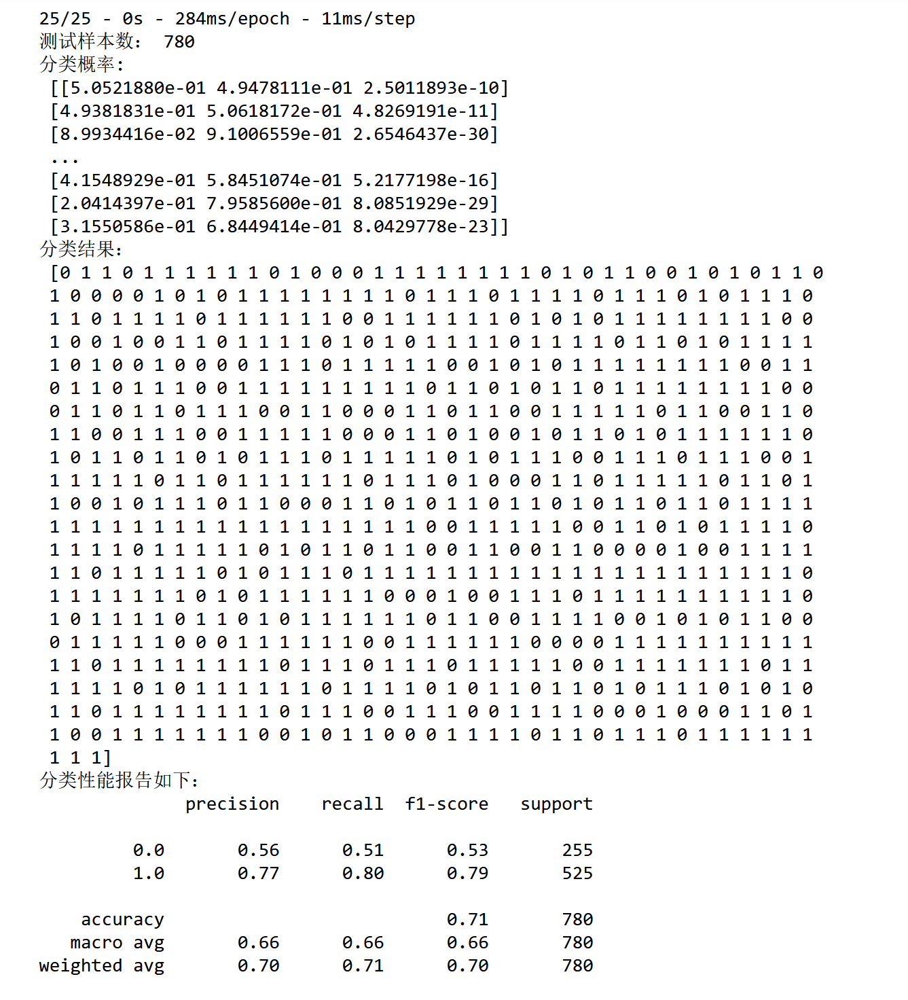 25/25 - 0s - 284ms/epoch - 11ms/step
测试样本数： 780
分类概率:
[[5.0521880e-01 4.9478111e-01 2.5011893e-10]
[4.9381831e-01 5.0618172e-01 4.8269191e-11]
[8.9934416e-02 9.1006559e-01 2.6546437e-30]
...
[4.1548929e-01 5.8451074e-01 5.2177198e-16]
[2.0414397e-01 7.9585600e-01 8.0851929e-29]
[3.1550586e-01 6.8449414e-01 8.0429778e-23]]
分类结果:
[0 1 1 0 1 1 1 1 1 1 0 1 0 0 0 1 1 1 1 1 1 1 1 0 1 0 1 1 0 0 1 0 1 0 1 1 0
1 0 0 0 0 1 0 1 0 1 1 1 1 1 1 1 1 0 1 1 1 0 1 1 1 1 0 1 1 1 0 1 0 1 1 1 0
1 1 0 1 1 1 1 0 1 1 1 1 1 1 0 0 1 1 1 1 1 1 0 1 0 1 0 1 1 1 1 1 1 1 1 0 0
1 0 0 1 0 0 1 1 0 1 1 1 1 0 1 0 1 0 1 1 1 1 0 1 1 1 1 0 1 1 0 1 0 1 1 1 1
1 0 1 0 0 1 0 0 0 0 1 1 1 0 1 1 1 1 1 0 0 1 0 1 0 1 1 1 1 1 1 1 1 0 0 1 1
0 1 1 0 1 1 1 0 0 1 1 1 1 1 1 1 1 1 0 1 1 0 1 0 1 1 0 1 1 1 1 1 1 1 1 0 0
0 1 1 0 1 1 0 1 1 1 0 0 1 1 0 0 0 1 1 0 1 1 0 0 1 1 1 1 1 0 1 1 0 0 1 1 0
1 1 0 0 1 1 1 0 0 1 1 1 1 1 0 0 0 1 1 0 1 0 0 1 0 1 1 0 1 0 1 1 1 1 1 1 0
1 0 1 1 0 1 1 0 1 0 1 1 1 0 1 1 1 1 1 0 1 0 1 1 1 0 0 1 1 1 0 1 1 1 0 0 1
1 1 1 1 1 0 1 1 0 1 1 1 1 1 1 0 1 1 1 0 1 0 0 0 1 1 0 1 1 1 1 1 0 1 1 0 1
1 0 0 1 0 1 1 1 0 1 1 0 0 0 1 1 0 1 0 1 1 0 1 1 0 1 0 1 1 0 1 1 0 1 1 1 1
1 1 1 1 1 1 1 1 1 1 1 1 1 1 1 1 1 1 0 0 1 1 1 1 1 0 0 1 1 0 1 0 1 1 1 1 0
1 1 1 1 0 1 1 1 1 1 0 1 0 1 1 0 1 1 0 0 1 1 0 0 1 1 0 0 0 0 1 0 0 1 1 1 1
1 1 0 1 1 1 1 1 0 1 0 1 1 1 0 1 1 1 1 1 1 1 1 1 1 1 1 1 1 1 1 1 1 1 1 1 0
1 1 1 1 1 1 1 0 1 0 1 1 1 1 1 1 0 0 0 1 0 0 1 1 1 0 1 1 1 1 1 1 1 1 1 1 0
1 0 1 1 1 1 0 1 1 0 1 0 1 1 1 1 1 1 0 1 1 0 0 1 1 1 1 0 0 1 0 1 0 1 1 0 0
0 1 1 1 1 1 0 0 0 1 1 1 1 1 1 0 0 1 1 1 1 1 1 0 0 0 0 1 1 1 1 1 1 1 1 1 1
1 1 0 1 1 1 1 1 1 1 1 0 1 1 1 0 1 1 1 0 1 1 1 1 1 0 0 1 1 1 1 1 1 1 0 1 1
1 1 1 1 0 1 0 1 1 1 1 1 1 0 1 1 1 1 0 1 0 1 1 0 1 1 0 1 0 1 1 1 0 1 0 1 0
1 1 0 1 1 1 1 1 1 1 1 0 1 1 1 0 0 1 1 1 0 0 1 1 1 1 0 0 0 1 0 0 0 1 1 0 1
1 0 0 1 1 1 1 1 1 1 0 0 1 0 1 1 0 0 0 1 1 1 1 0 1 1 0 1 1 1 0 1 1 1 1 1 1
1 1 1]
分类性能报告如下:
precision recall f1-score support
0.0 0.56 0.51 0.53 255
1.0 0.77 0.80 0.79 525
accuracy 0.71 780
macro avg 0.66 0.66 0.66 780
weighted avg 0.70 0.71 0.70 780